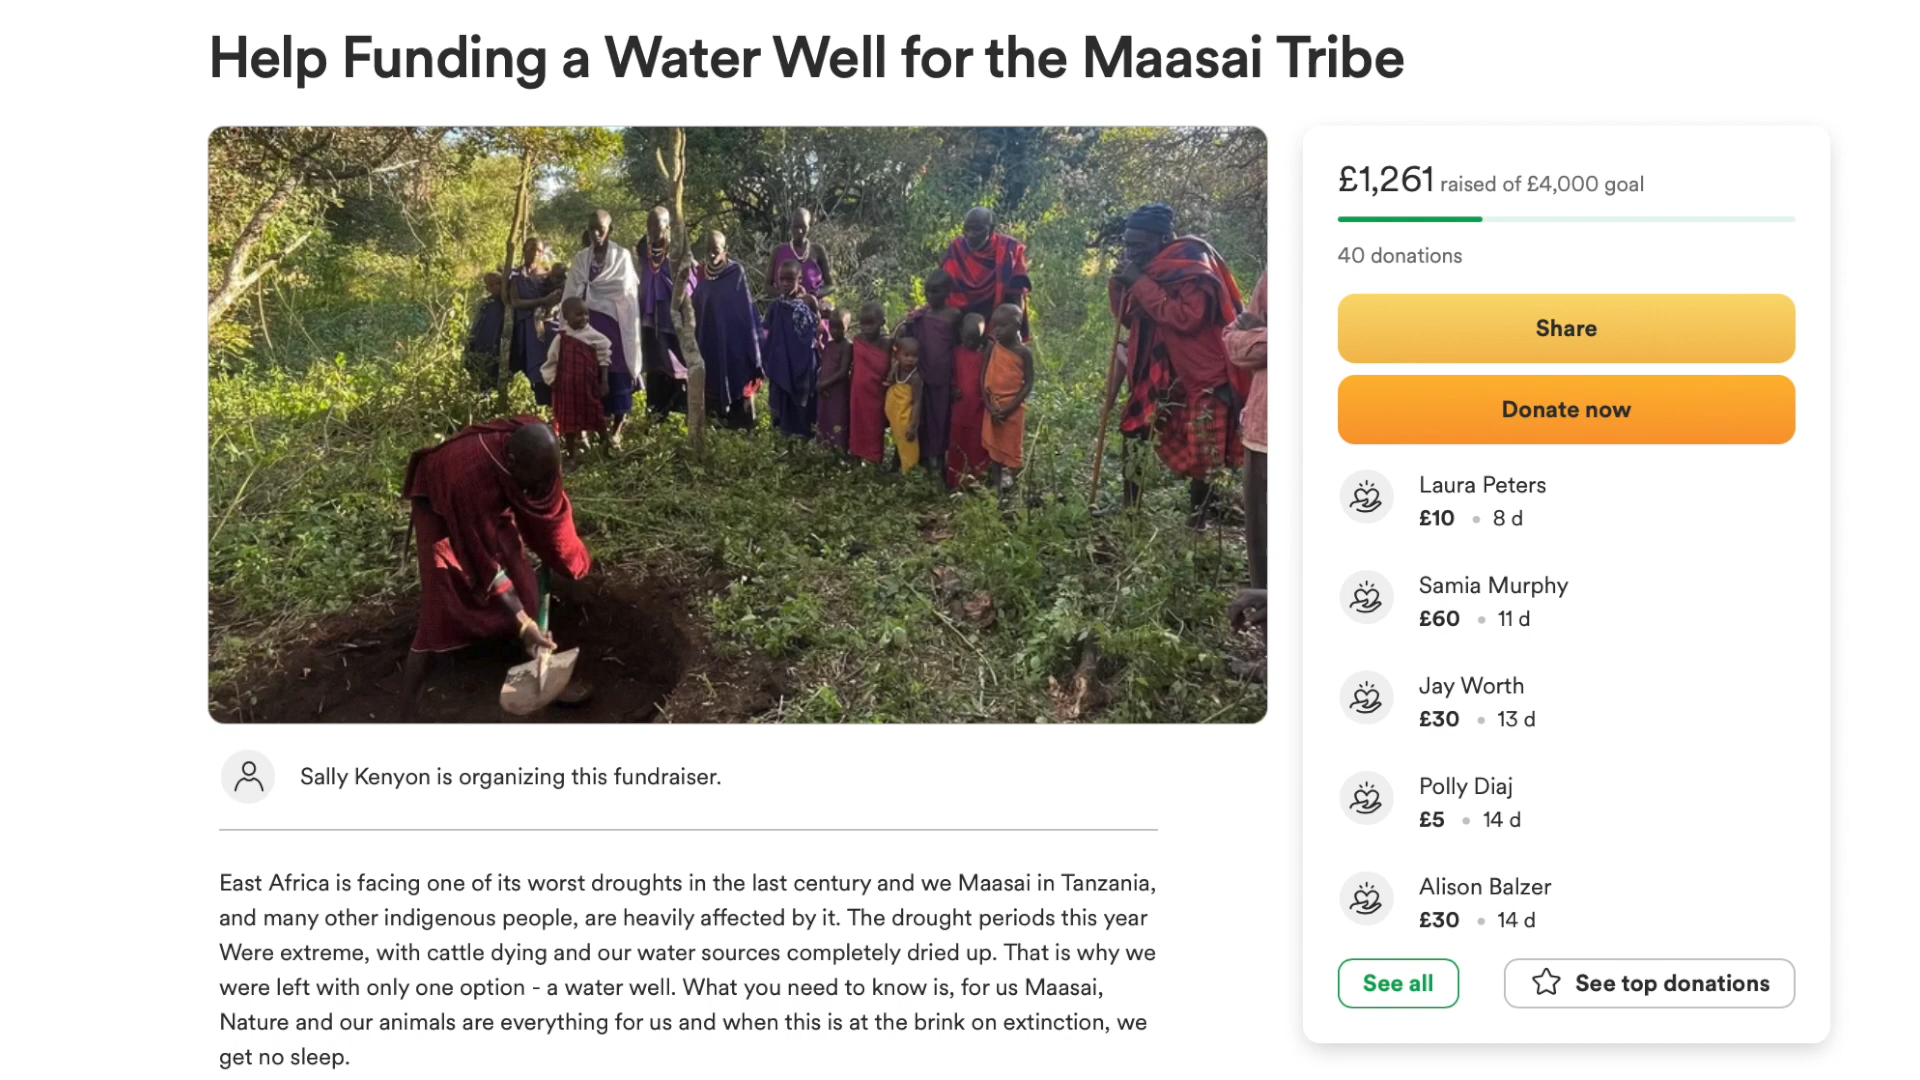 Help Funding a Water Well for the Maasai Tribe
£1,261 raised of £4,000 goal
40 donations
Share
Donate now
Laura Peters
£10 • 8 d
Samia Murphy
£60 • 11 d
Jay Worth
£30 • 13 d
Polly Diaj
£5 • 14 d
Alison Balzer
£30 • 14 d
See all
See top donations
Sally Kenyon is organizing this fundraiser.
East Africa is facing one of its worst droughts in the last century and we Maasai in Tanzania,
and many other indigenous people, are heavily affected by it. The drought periods this year
Were extreme, with cattle dying and our water sources completely dried up. That is why we
were left with only one option - a water well. What you need to know is, for us Maasai,
Nature and our animals are everything for us and when this is at the brink on extinction, we
get no sleep.